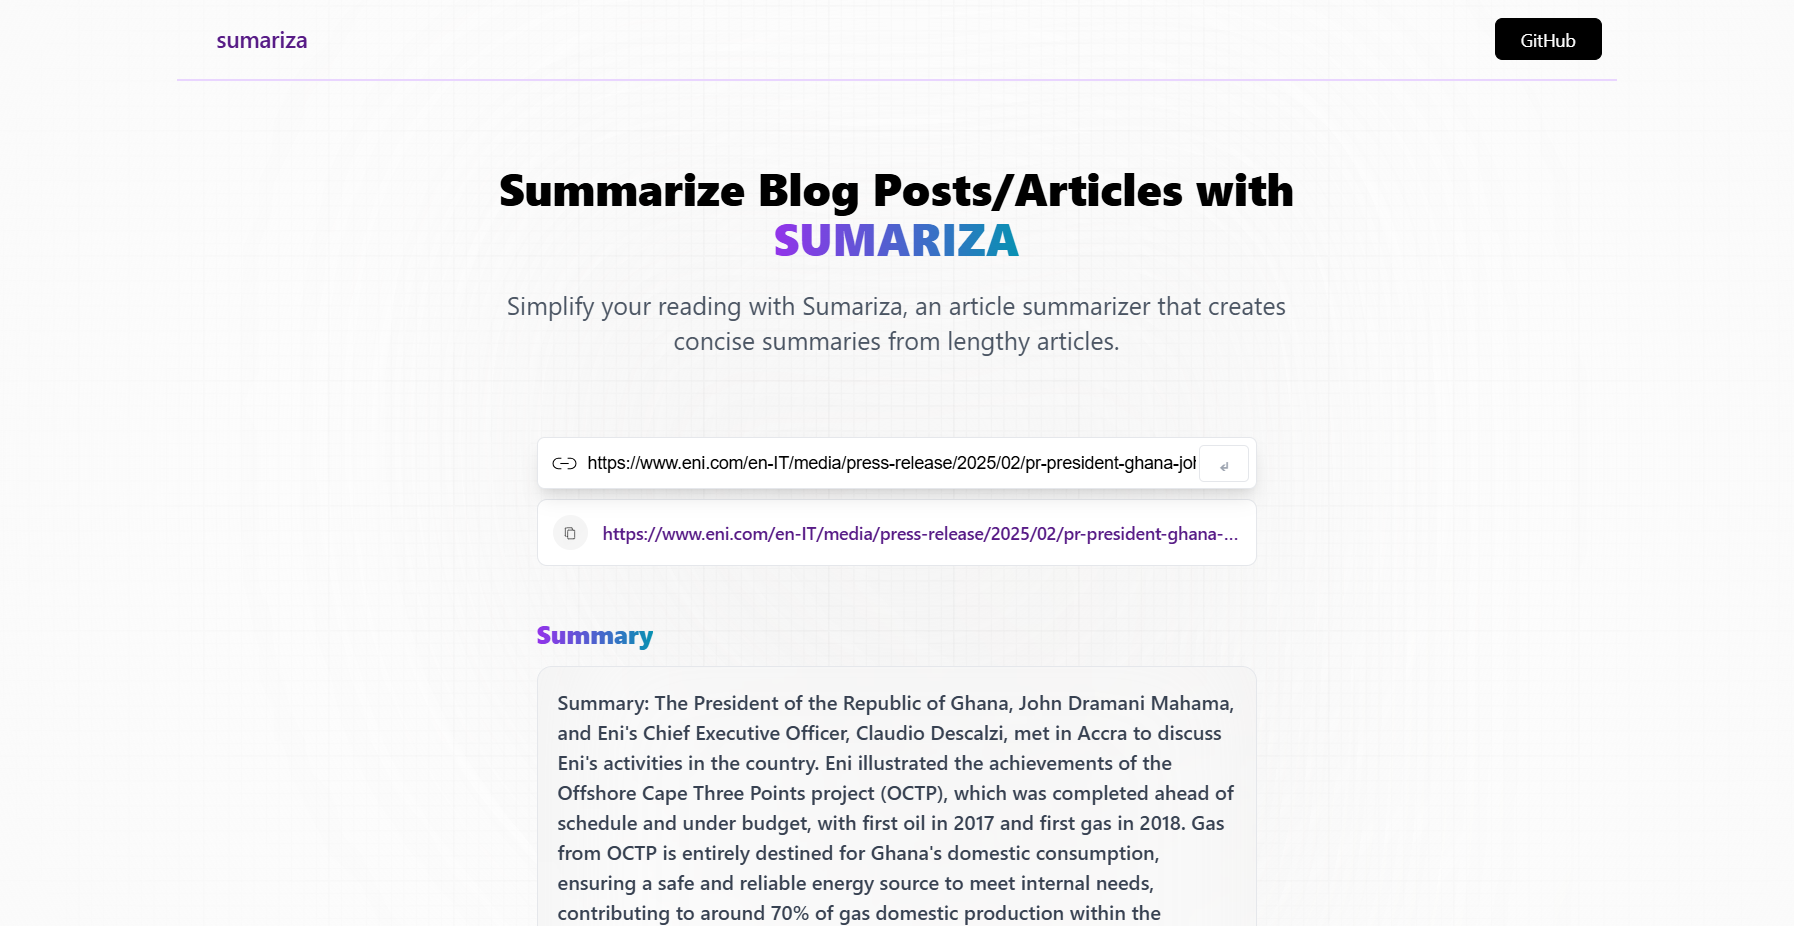 sumariza
GitHub
Summarize Blog Posts/Articles with
SUMARIZA
Simplify your reading with Sumariza, an article summarizer that creates
concise summaries from lengthy articles.
https://www.eni.com/en-IT/media/press-release/2025/02/pr-president-ghana-joh
https://www.eni.com/en-IT/media/press-release/2025/02/pr-president-ghana-...
Summary
Summary: The President of the Republic of Ghana, John Dramani Mahama,
and Eni's Chief Executive Officer, Claudio Descalzi, met in Accra to discuss
Eni's activities in the country. Eni illustrated the achievements of the
Offshore Cape Three Points project (OCTP), which was completed ahead of
schedule and under budget, with first oil in 2017 and first gas in 2018. Gas
from OCTP is entirely destined for Ghana's domestic consumption,
ensuring a safe and reliable energy source to meet internal needs,
contributing to around 70% of gas domestic production within the